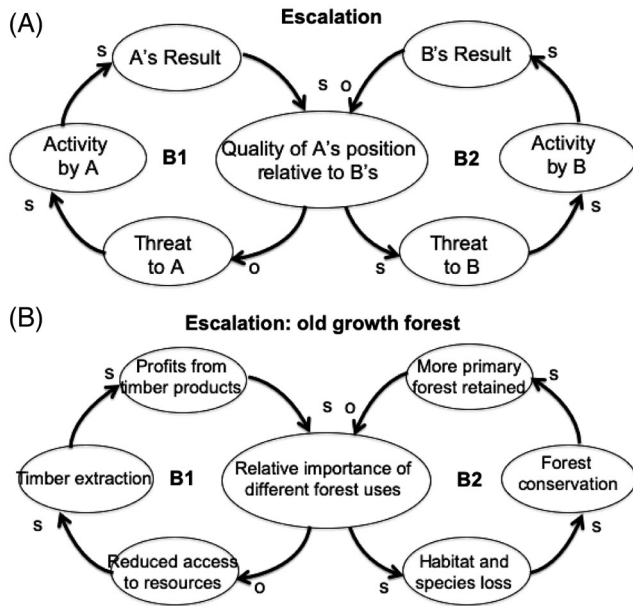 (A)
Escalation
S
A's Result
S
O
B's Result
S
Activity
by A
B1
Quality of A's position
relative to B's
B2
Activity
by B
S
Threat
to A
O
S
Threat
to B
S
(B)
Escalation: old growth forest
S
Profits from
timber products
S
O
More primary
forest retained
S
Timber extraction
B1
Relative importance of
different forest uses
B2
Forest
conservation
S
Reduced access
to resources
O
S
Habitat and
species loss
S